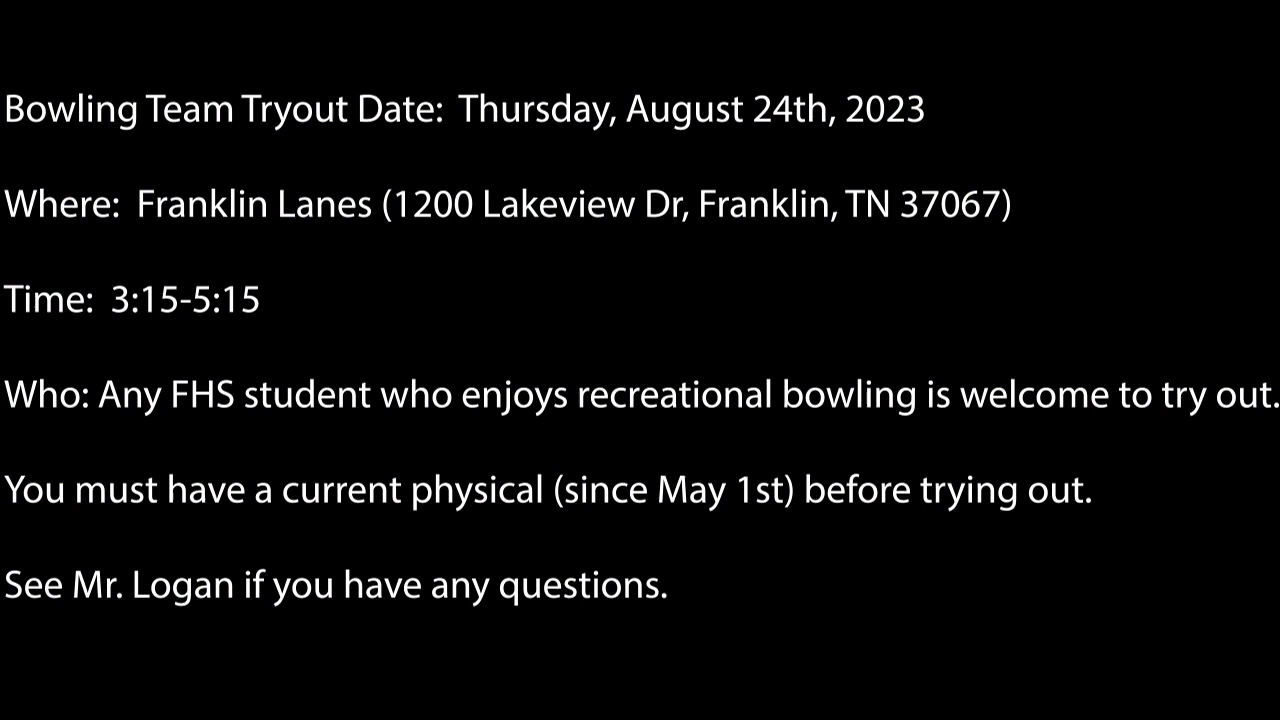 Bowling Team Tryout Date:  Thursday, August 24th, 2023
Where:  Franklin Lanes (1200 Lakeview Dr, Franklin, TN 37067)
Time:  3:15-5:15
Who: Any FHS student who enjoys recreational bowling is welcome to try out.
You must have a current physical (since May 1st) before trying out.
See Mr. Logan if you have any questions.